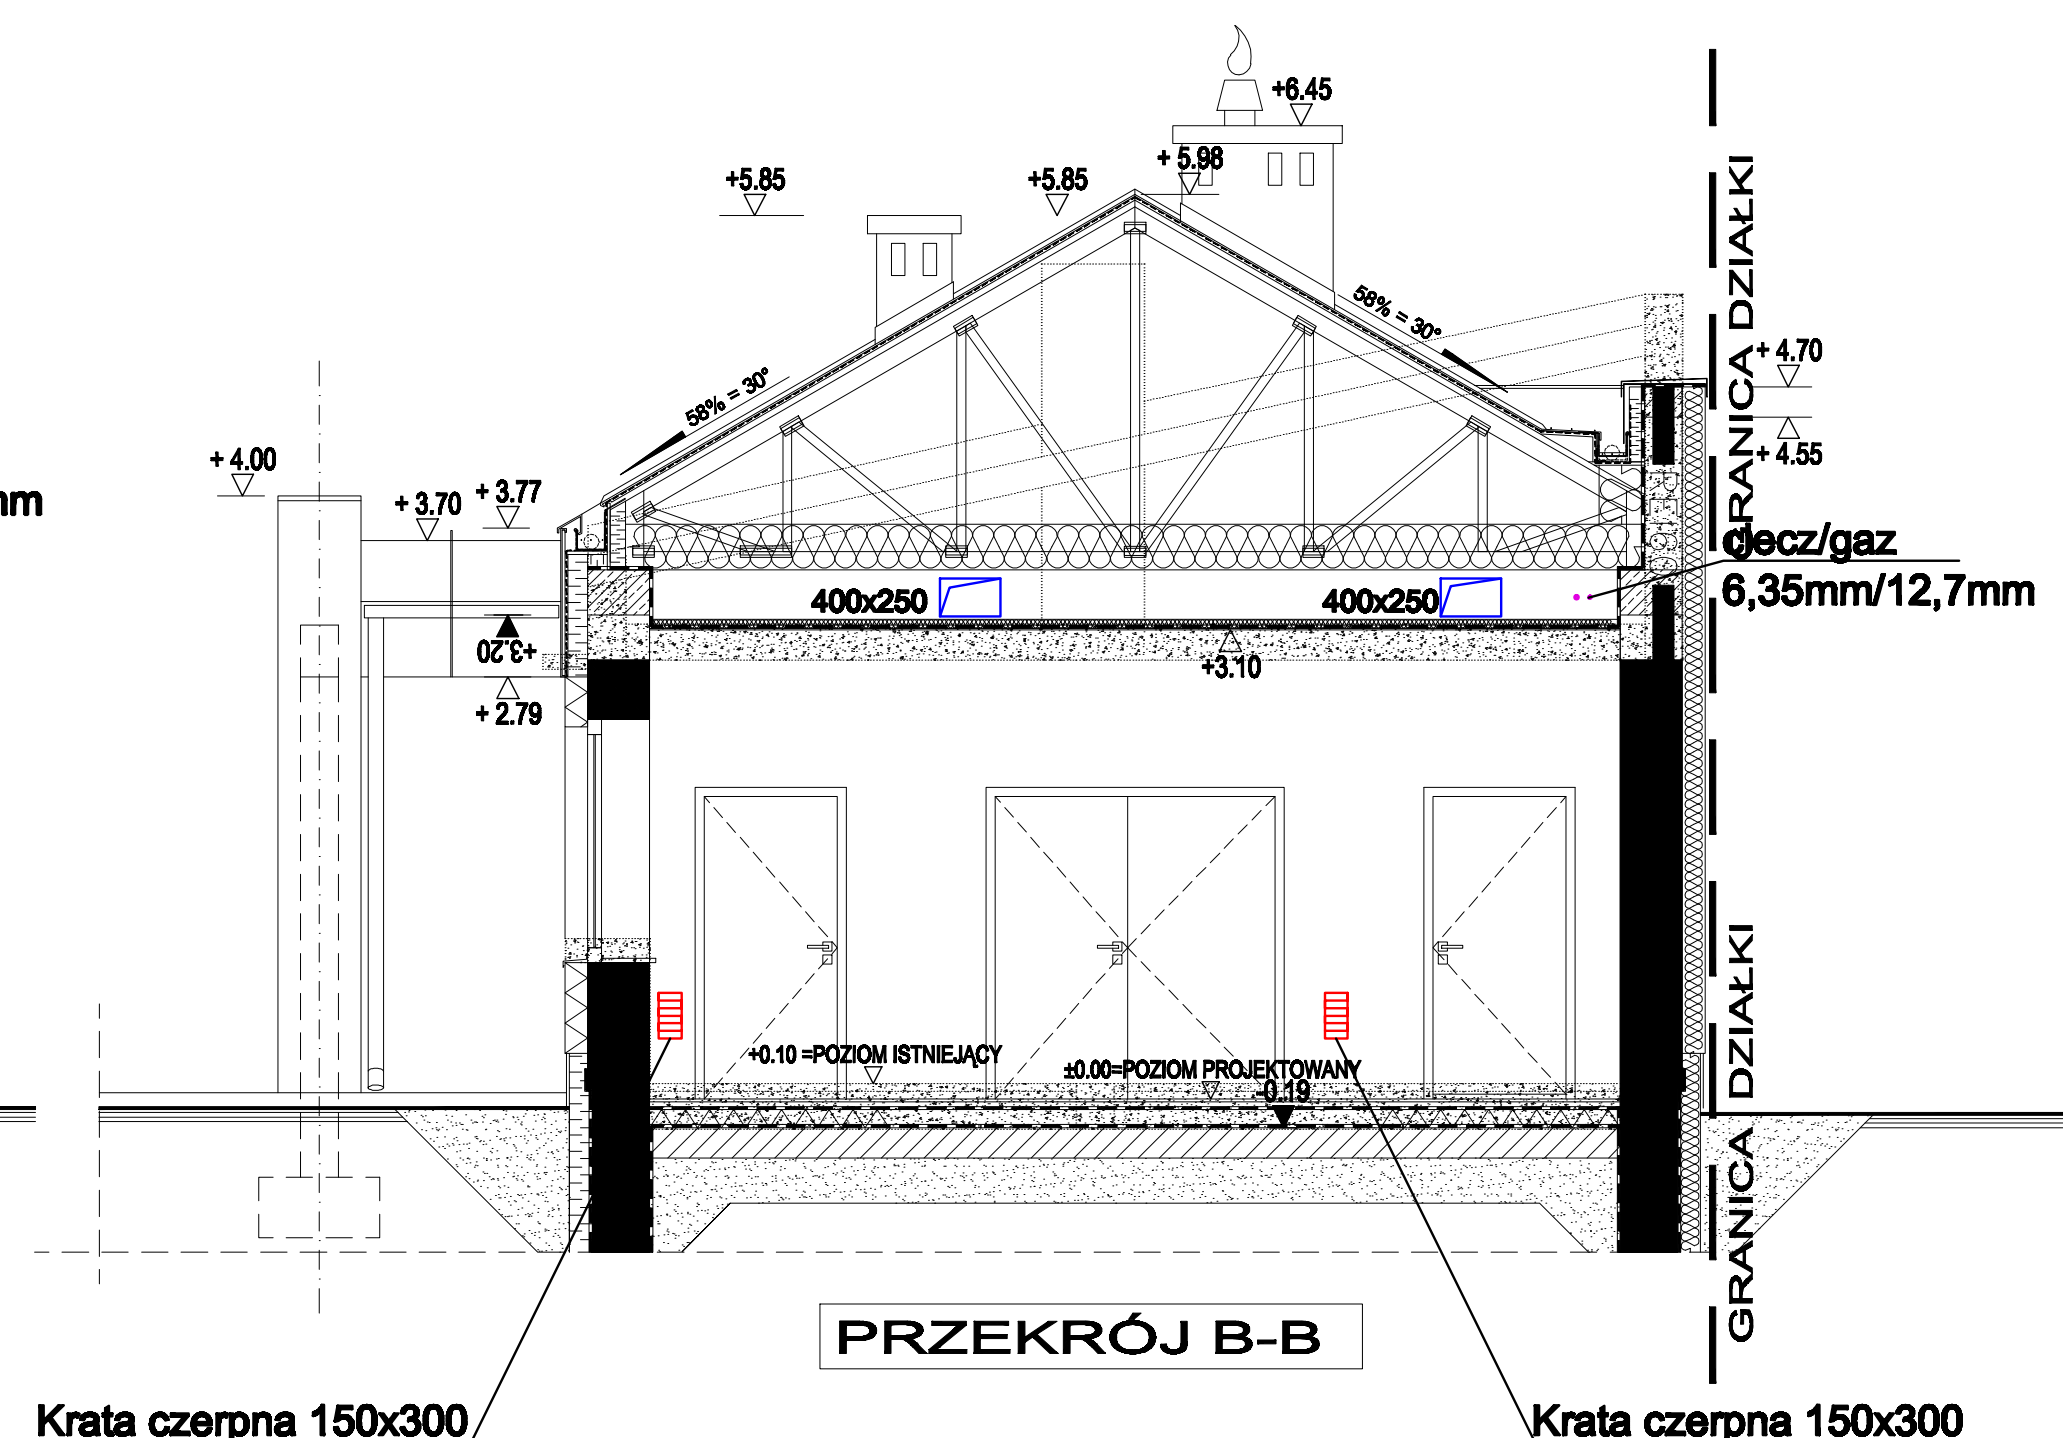 +6.45
+ 5.98
+5.85
+5.85
58% = 30°
58% = 30°
+ 4.70
+ 4.55
+ 4.00
+ 3.70
+ 3.77
GRANICA DZIAŁKI
ciecz/gaz
6,35mm/12,7mm
400x250
400x250
+3.20
+3.10
+ 2.79
+0.10 =POZIOM ISTNIEJĄCY
±0.00=POZIOM PROJEKTOWANY
-0.19
GRANICA DZIAŁKI
PRZEKRÓJ B-B
Krata czerpna 150x300
Krata czerpna 150x300